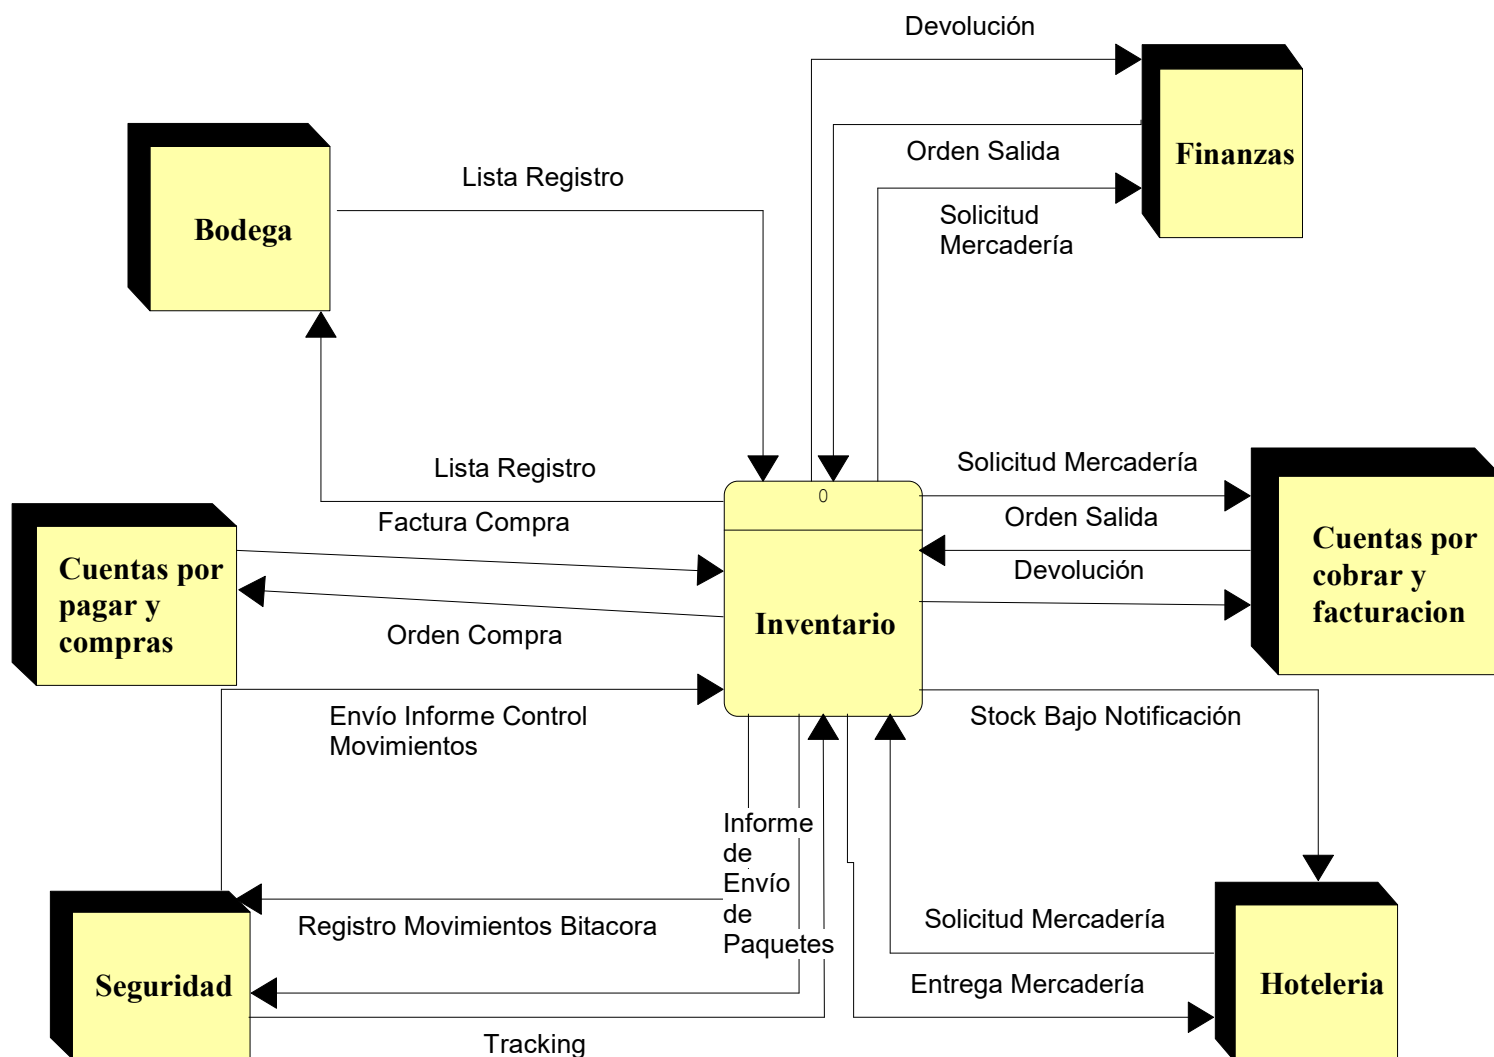 Devolución
Finanzas
Orden Salida
Lista Registro
Solicitud
Mercadería
Bodega
Lista Registro
Solicitud Mercadería
0
Factura Compra
Orden Salida
Cuentas por
pagar y
compras
Cuentas por
cobrar y
facturacion
Devolución
Inventario
Orden Compra
Envío Informe Control
Movimientos
Stock Bajo Notificación
Informe
de
Envío
de
Paquetes
Registro Movimientos Bitacora
Solicitud Mercadería
Seguridad
Entrega Mercadería
Hoteleria
Tracking